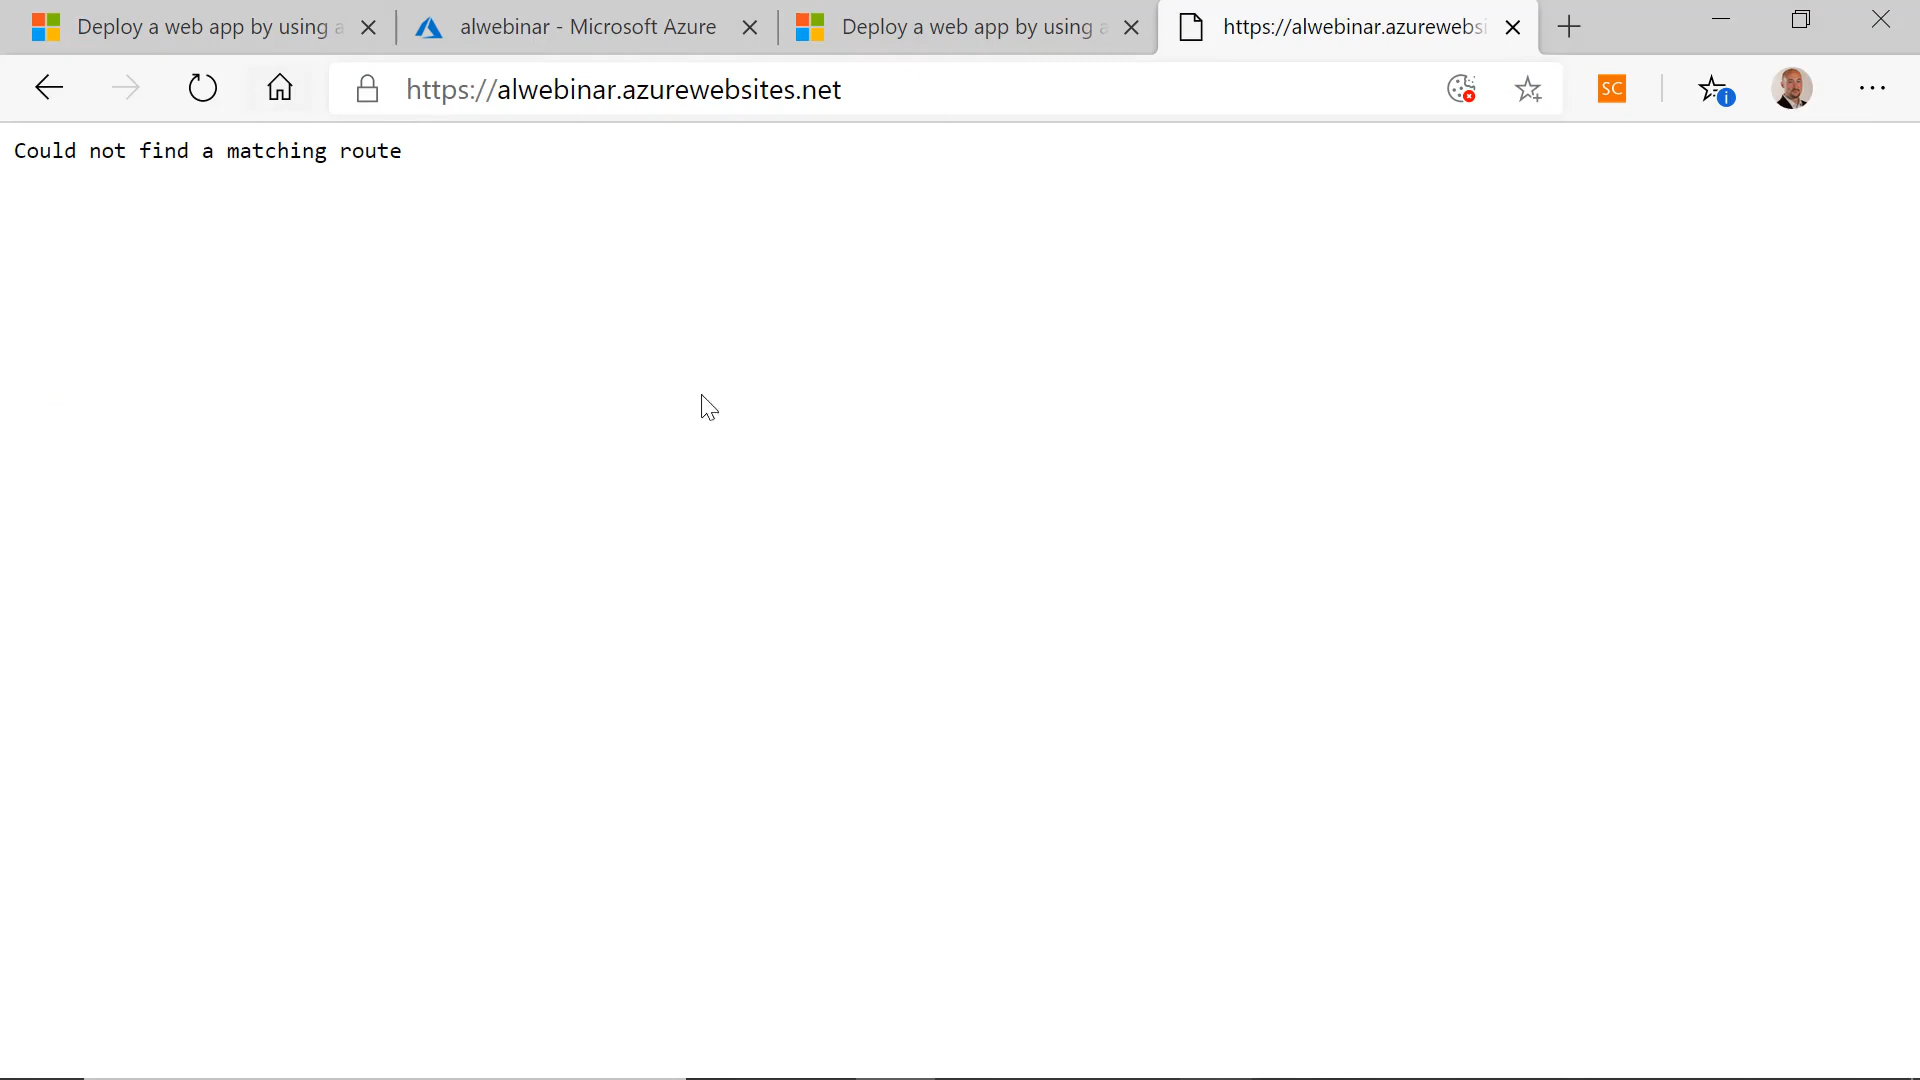 Deploy a web app by using a
alwebinar - Microsoft Azure
Deploy a web app by using a
https://alwebinar.azurewebsi
https://alwebinar.azurewebsites.net
SC
i
Could not find a matching route